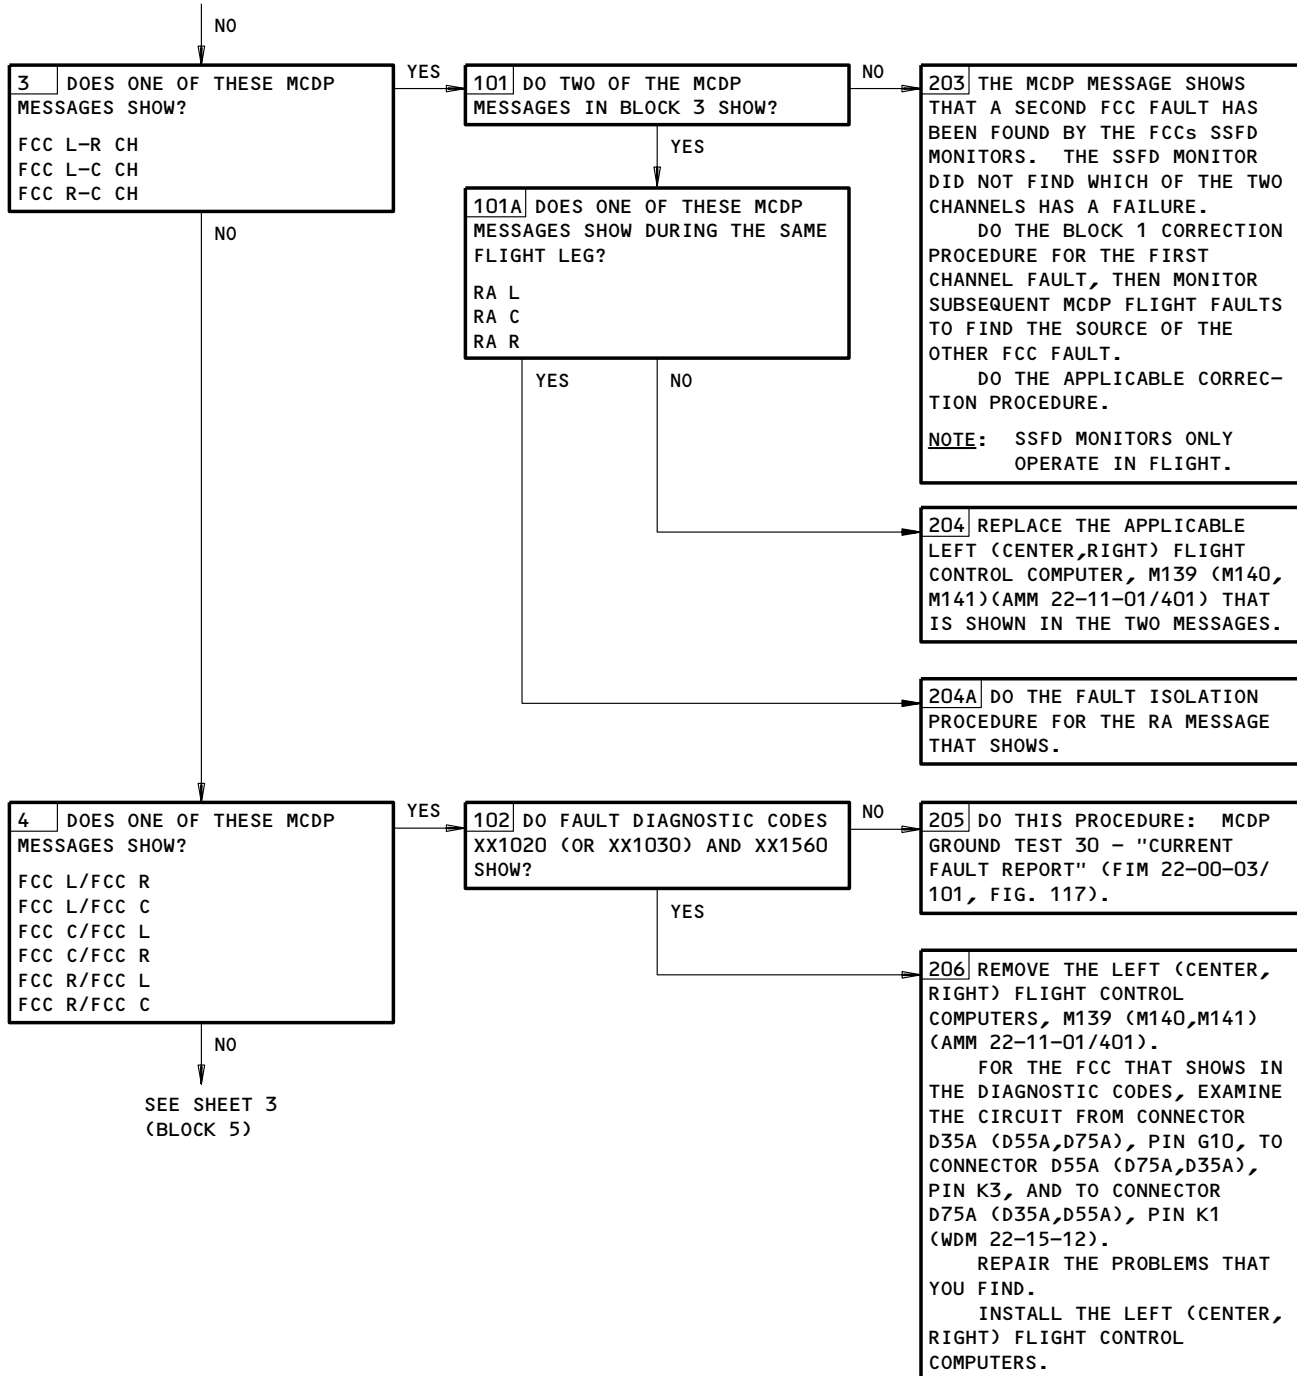 NO
3 DOES ONE OF THESE MCDP
MESSAGES SHOW?
FCC L-R CH
FCC L-C CH
FCC R-C CH
YES
NO
101 DO TWO OF THE MCDP
MESSAGES IN BLOCK 3 SHOW?
NO
YES
101A DOES ONE OF THESE MCDP
MESSAGES SHOW DURING THE SAME
FLIGHT LEG?
RA L
RA C
RA R
YES
NO
203 THE MCDP MESSAGE SHOWS
THAT A SECOND FCC FAULT HAS
BEEN FOUND BY THE FCCs SSFD
MONITORS. THE SSFD MONITOR
DID NOT FIND WHICH OF THE TWO
CHANNELS HAS A FAILURE.
DO THE BLOCK 1 CORRECTION
PROCEDURE FOR THE FIRST
CHANNEL FAULT, THEN MONITOR
SUBSEQUENT MCDP FLIGHT FAULTS
TO FIND THE SOURCE OF THE
OTHER FCC FAULT.
DO THE APPLICABLE CORREC-
TION PROCEDURE.
NOTE: SSFD MONITORS ONLY
OPERATE IN FLIGHT.
204 REPLACE THE APPLICABLE
LEFT (CENTER,RIGHT) FLIGHT
CONTROL COMPUTER, M139 (M140,
M141)(AMM 22-11-01/401) THAT
IS SHOWN IN THE TWO MESSAGES.
204A DO THE FAULT ISOLATION
PROCEDURE FOR THE RA MESSAGE
THAT SHOWS.
4 DOES ONE OF THESE MCDP
MESSAGES SHOW?
FCC L/FCC R
FCC L/FCC C
FCC C/FCC L
FCC C/FCC R
FCC R/FCC L
FCC R/FCC C
YES
NO
SEE SHEET 3
(BLOCK 5)
102 DO FAULT DIAGNOSTIC CODES
XX1020 (OR XX1030) AND XX1560
SHOW?
NO
YES
205 DO THIS PROCEDURE: MCDP
GROUND TEST 30 - "CURRENT
FAULT REPORT" (FIM 22-00-03/
101, FIG. 117).
206 REMOVE THE LEFT (CENTER,
RIGHT) FLIGHT CONTROL
COMPUTERS, M139 (M140,M141)
(AMM 22-11-01/401).
FOR THE FCC THAT SHOWS IN
THE DIAGNOSTIC CODES, EXAMINE
THE CIRCUIT FROM CONNECTOR
D35A (D55A,D75A), PIN G10, TO
CONNECTOR D55A (D75A,D35A),
PIN K3, AND TO CONNECTOR
D75A (D35A,D55A), PIN K1
(WDM 22-15-12).
REPAIR THE PROBLEMS THAT
YOU FIND.
INSTALL THE LEFT (CENTER,
RIGHT) FLIGHT CONTROL
COMPUTERS.